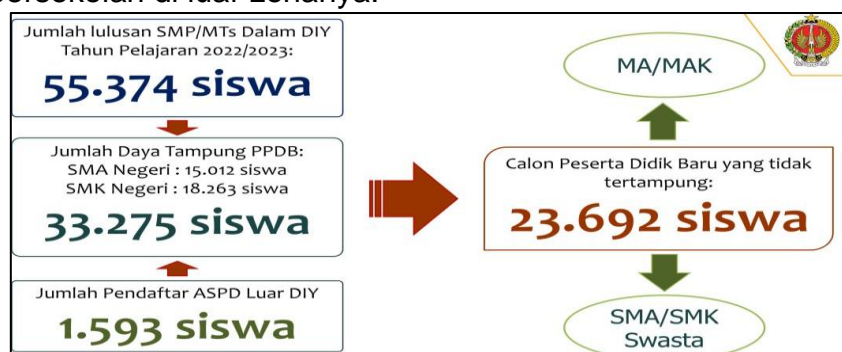 Jumlah lulusan SMP/MTs Dalam DIY
Tahun Pelajaran 2022/2023:
55.374 siswa
Jumlah Daya Tampung PPDB:
SMA Negeri : 15.012 siswa
SMK Negeri : 18.263 siswa
33.275 siswa
Jumlah Pendaftar ASPD Luar DIY
1.593 siswa
MA/MAK
Calon Peserta Didik Baru yang tidak
tertampung:
23.692 siswa
SMA/SMK
Swasta